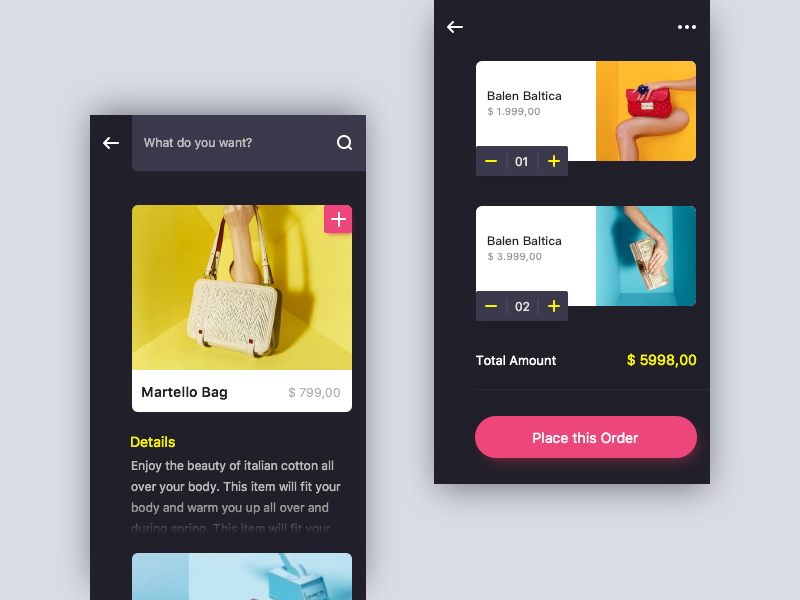 What do you want?
Martello Bag
$ 799,00
Details
Enjoy the beauty of italian cotton all
over your body. This item will fit your
body and warm you up all over and
during spring. This item will fit your
Balen Baltica
$ 1.999,00
01
Balen Baltica
$ 3.999,00
02
Total Amount
$ 5998,00
Place this Order